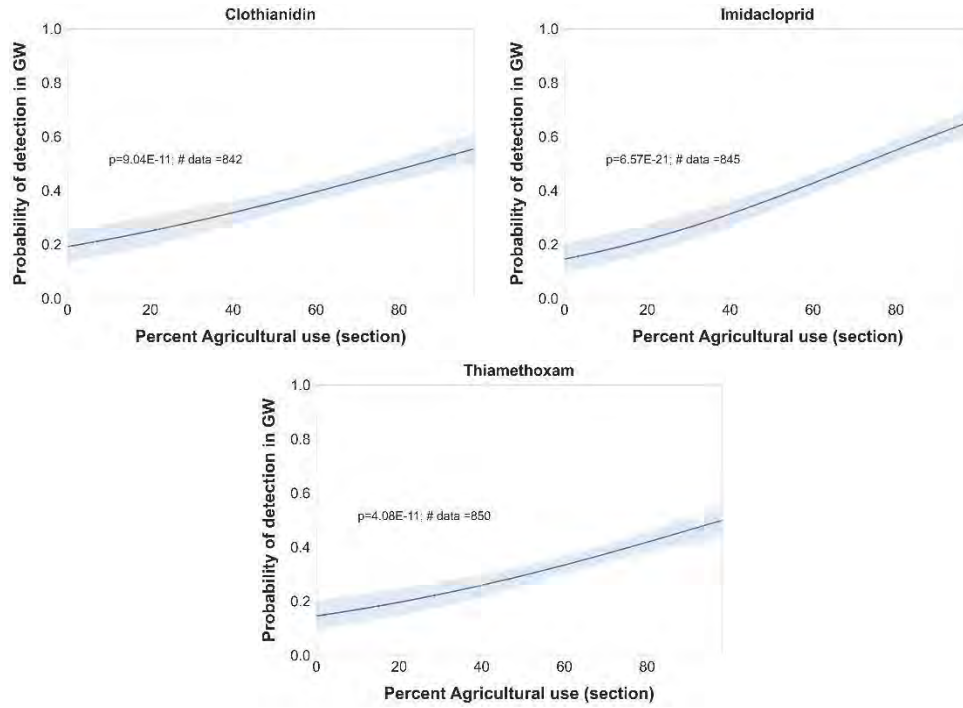 Clothianidin
Probability of detection in GW
1.0
0.8
0.6
0.4
0.2
0.0
p=9.04E-11; # data =842
0
20
40
60
80
Percent Agricultural use (section)
Imidacloprid
Probability of detection in GW
1.0
0.8
0.6
0.4
0.2
0.0
p=6.57E-21; # data =845
0
20
40
60
80
Percent Agricultural use (section)
Thiamethoxam
Probability of detection in GW
1.0
0.8
0.6
0.4
0.2
0.0
p=4.08E-11; # data =850
0
20
40
60
80
Percent Agricultural use (section)